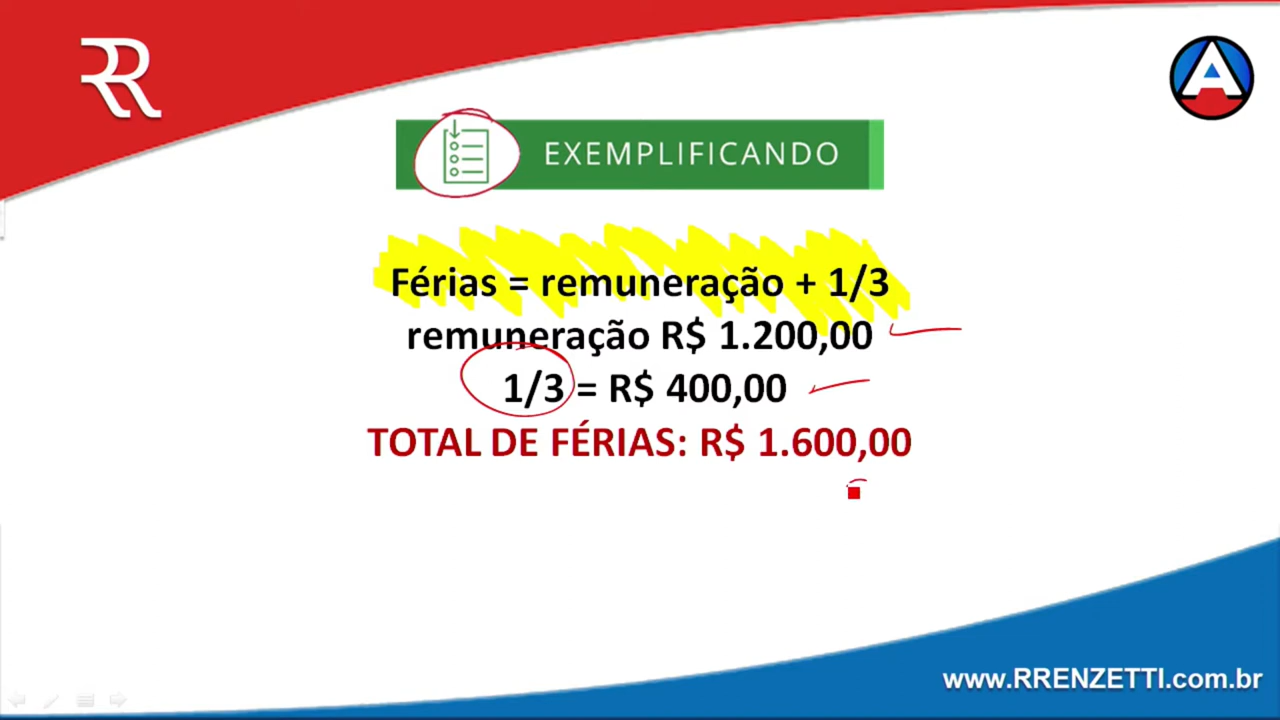 RR
A
EXEMPLIFICANDO
Férias = remuneração + 1/3
remuneração R$ 1.200,00
1/3 = R$ 400,00
TOTAL DE FÉRIAS: R$ 1.600,00
www.RRENZETTI.com.br